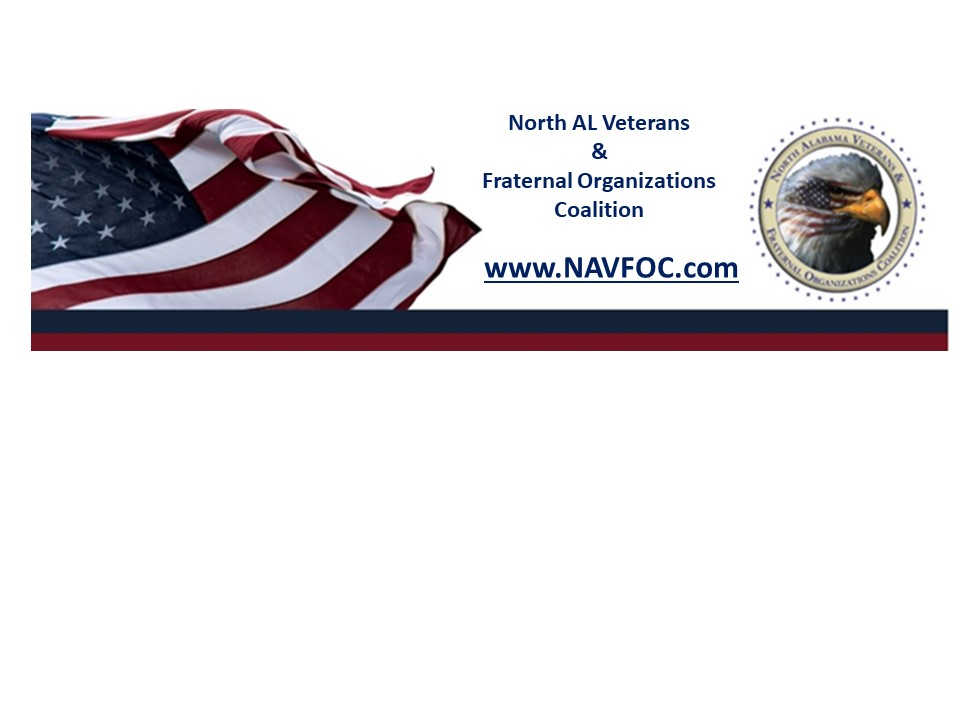 North AL Veterans
&
Fraternal Organizations
Coalition
www.NAVFOC.com
NORTH ALABAMA VETERANS &
FRATERNAL ORGANIZATIONS COALITION